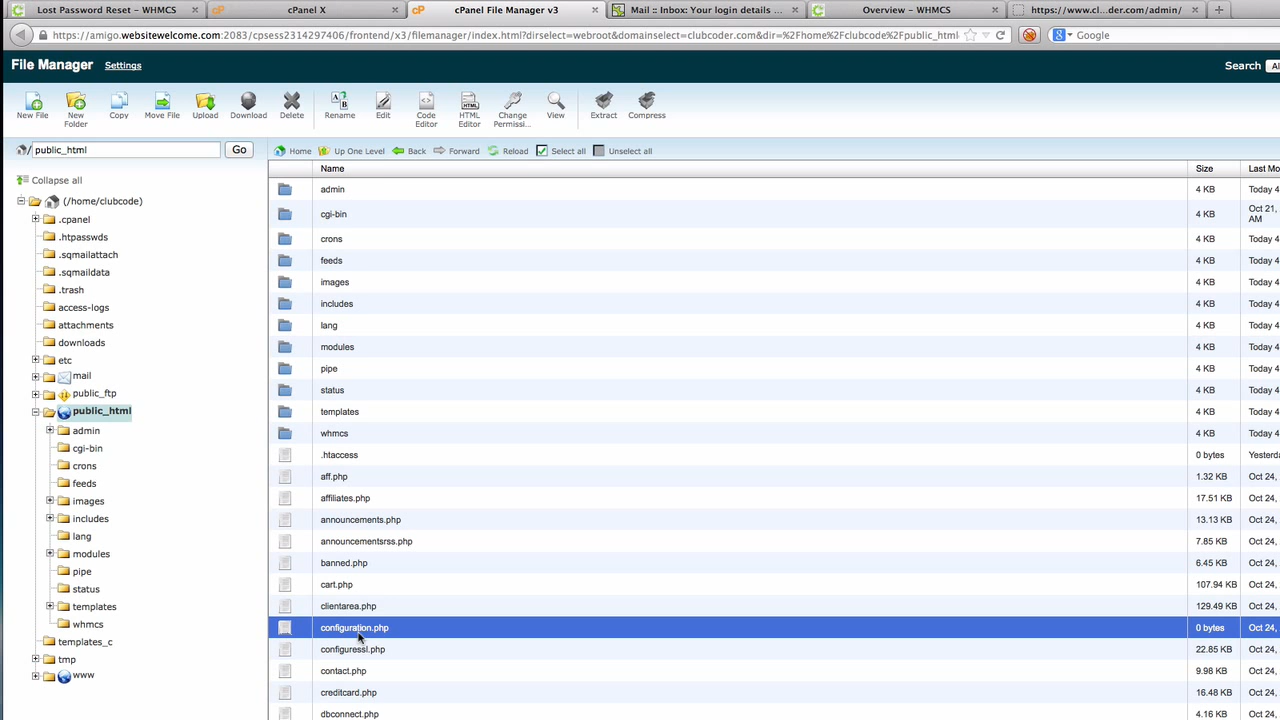 Lost Password Reset - WHMCS × cPanel X × cPanel File Manager v3 × Mail :: Inbox: Your login details ... × Overview - WHMCS × https://www.cl...der.com/admin/ × +
https://amigo.websitewelcome.com:2083/cpsess2314297406/frontend/x3/filemanager/index.html?dirselect=webroot&domainselect=clubcoder.com&dir=%2Fhome%2Fclubcode%2Fpublic_html Google
File Manager Settings Search Al
New File New Folder Copy Move File Upload Download Delete Rename Edit Code Editor HTML Editor Change Permissi... View Extract Compress
/ public_html Go
Home Up One Level Back Forward Reload Select all Unselect all
Collapse all
(/home/clubcode)
.cpanel
.htpasswds
.sqmailattach
.sqmaildata
.trash
access-logs
attachments
downloads
etc
mail
public_ftp
public_html
admin
cgi-bin
crons
feeds
images
includes
lang
modules
pipe
status
templates
whmcs
templates_c
tmp
www
Name Size Last Mo
admin 4 KB Today 4
cgi-bin 4 KB Oct 21, AM
crons 4 KB Today 4
feeds 4 KB Today 4
images 4 KB Today 4
includes 4 KB Today 4
lang 4 KB Today 4
modules 4 KB Today 4
pipe 4 KB Today 4
status 4 KB Today 4
templates 4 KB Today 4
whmcs 4 KB Today 4
.htaccess 0 bytes Yesterda
aff.php 1.32 KB Oct 24,
affiliates.php 17.51 KB Oct 24,
announcements.php 13.13 KB Oct 24,
announcementsrss.php 7.85 KB Oct 24,
banned.php 6.45 KB Oct 24,
cart.php 107.94 KB Oct 24,
clientarea.php 129.49 KB Oct 24,
configuration.php 0 bytes Oct 24,
configuressl.php 22.85 KB Oct 24,
contact.php 9.98 KB Oct 24,
creditcard.php 16.48 KB Oct 24,
dbconnect.php 4.16 KB Oct 24,